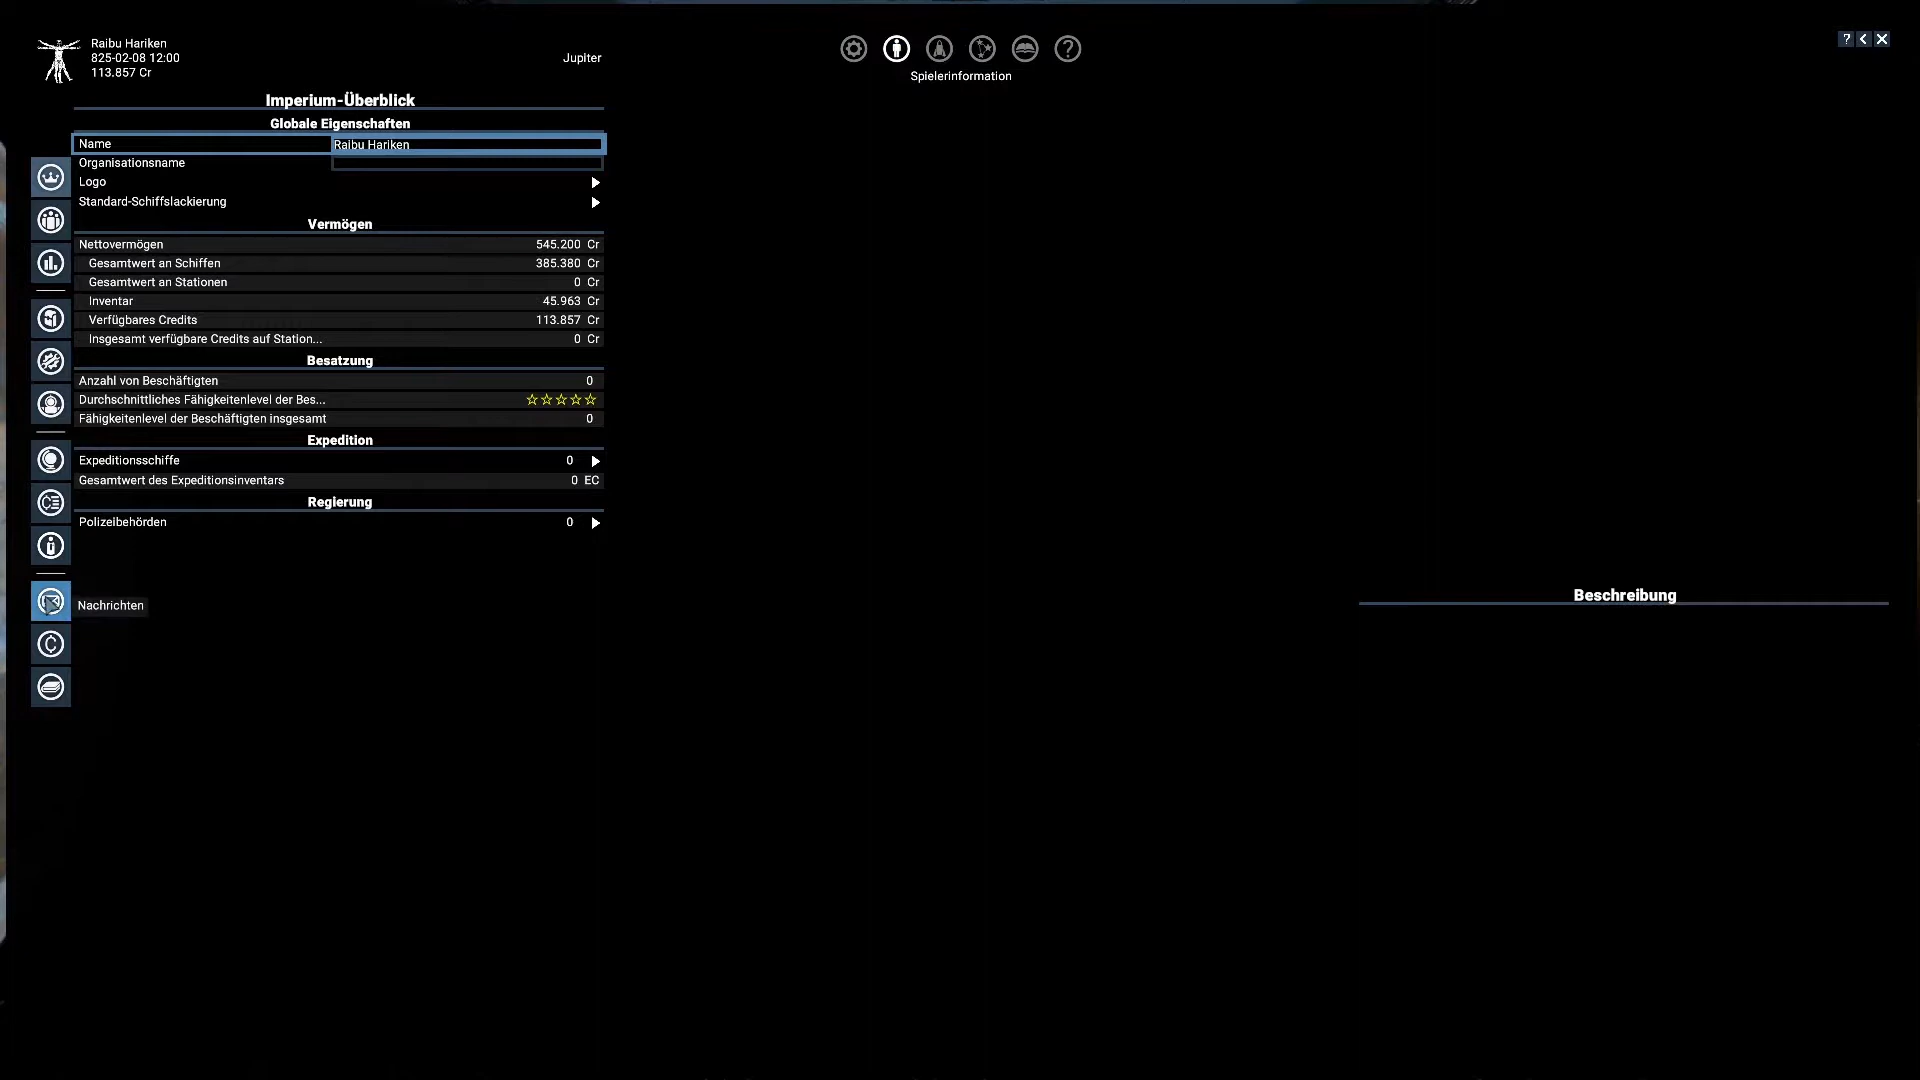 Raibu Hariken
825-02-08 12:00
113.857 Cr
Jupiter
Spielerinformation
?
Imperium-Überblick
Globale Eigenschaften
Name Raibu Hariken
Organisationsname
Logo
Standard-Schiffslackierung
Vermögen
Nettovermögen 545.200 Cr
Gesamtwert an Schiffen 385.380 Cr
Gesamtwert an Stationen 0 Cr
Inventar 45.963 Cr
Verfügbares Credits 113.857 Cr
Insgesamt verfügbare Credits auf Station... 0 Cr
Besatzung
Anzahl von Beschäftigten 0
Durchschnittliches Fähigkeitenlevel der Bes... ☆☆☆☆☆
Fähigkeitenlevel der Beschäftigten insgesamt 0
Expedition
Expeditionsschiffe 0
Gesamtwert des Expeditionsinventars 0 EC
Regierung
Polizeibehörden 0
Nachrichten
Beschreibung